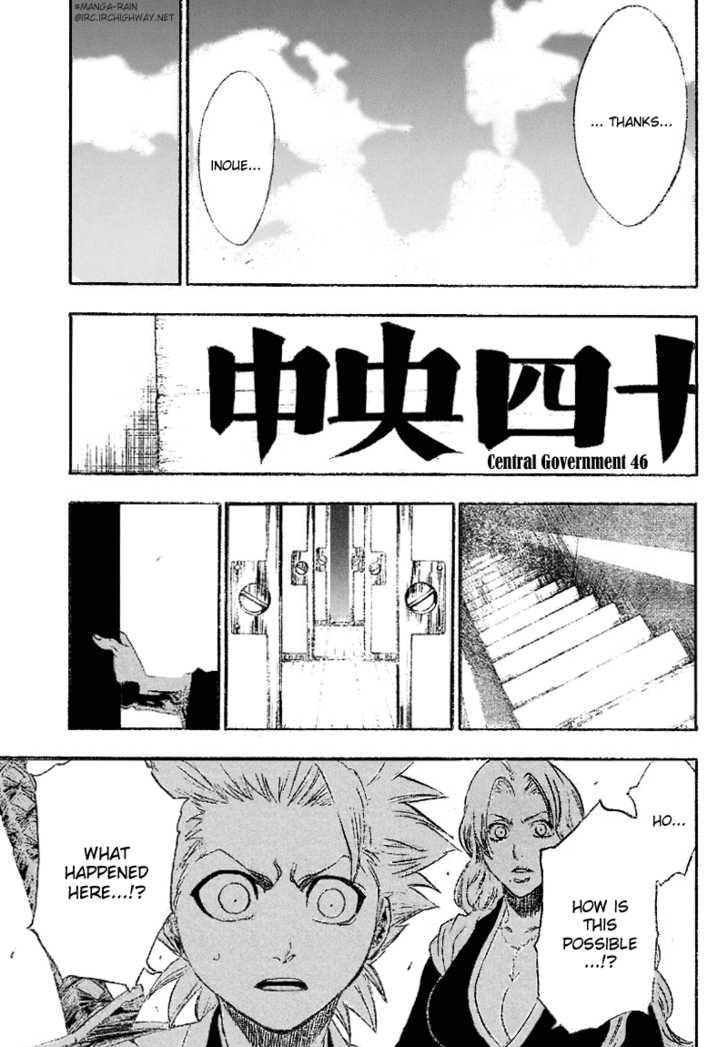 #MANGA-RAIN
@IRC.IRCHIGHWAY.NET
... THANKS...
INOUE...
中央四十
Central Government 46
HO...
HOW IS
THIS
POSSIBLE
...!?
WHAT
HAPPENED
HERE...!?